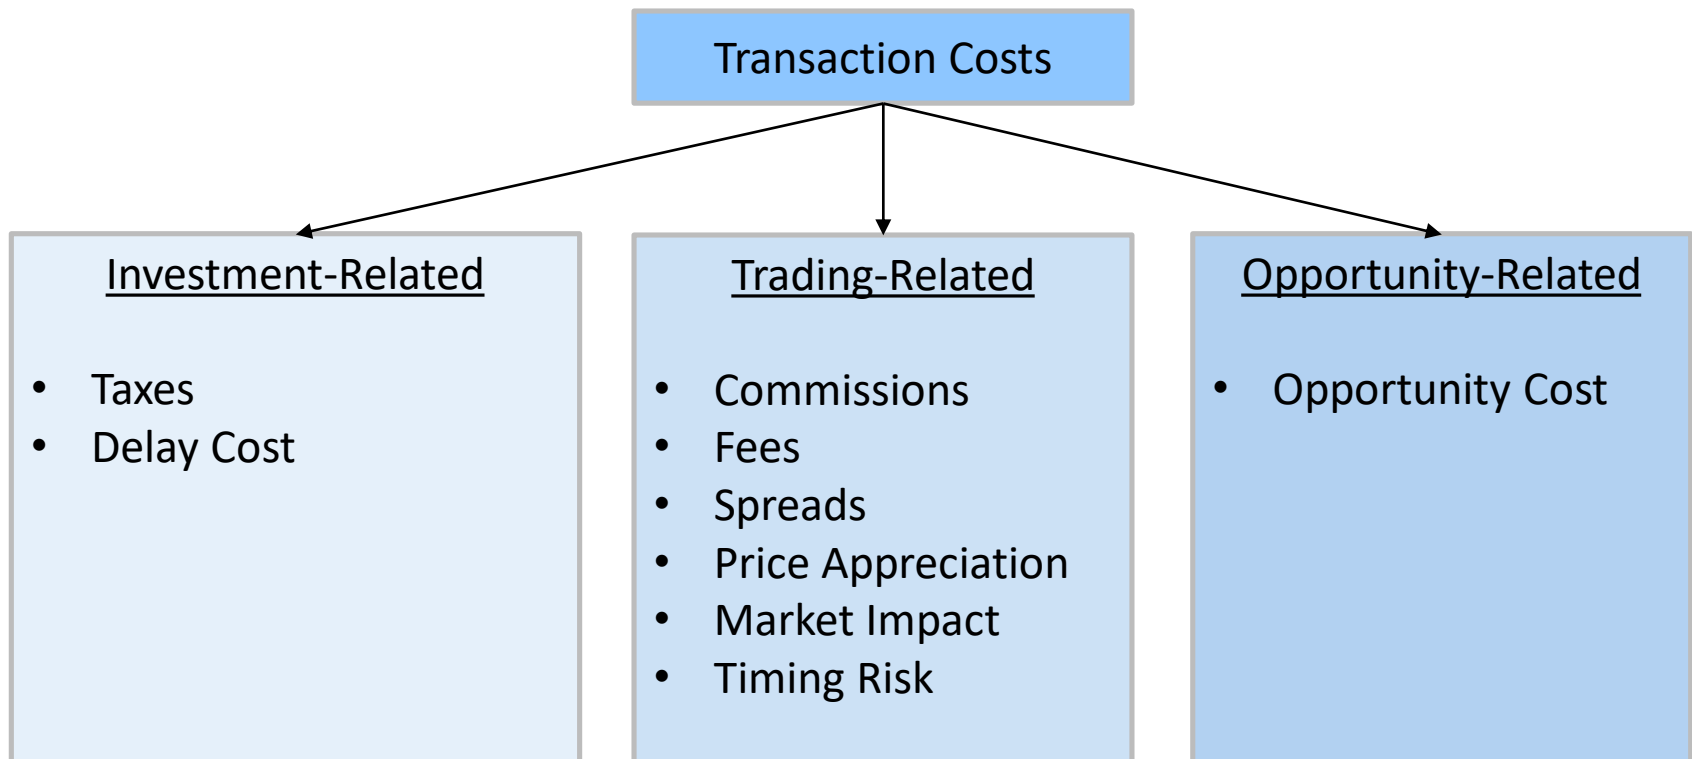 Transaction Costs
Investment-Related
• Taxes
• Delay Cost
Trading-Related
• Commissions
• Fees
• Spreads
• Price Appreciation
• Market Impact
• Timing Risk
Opportunity-Related
• Opportunity Cost